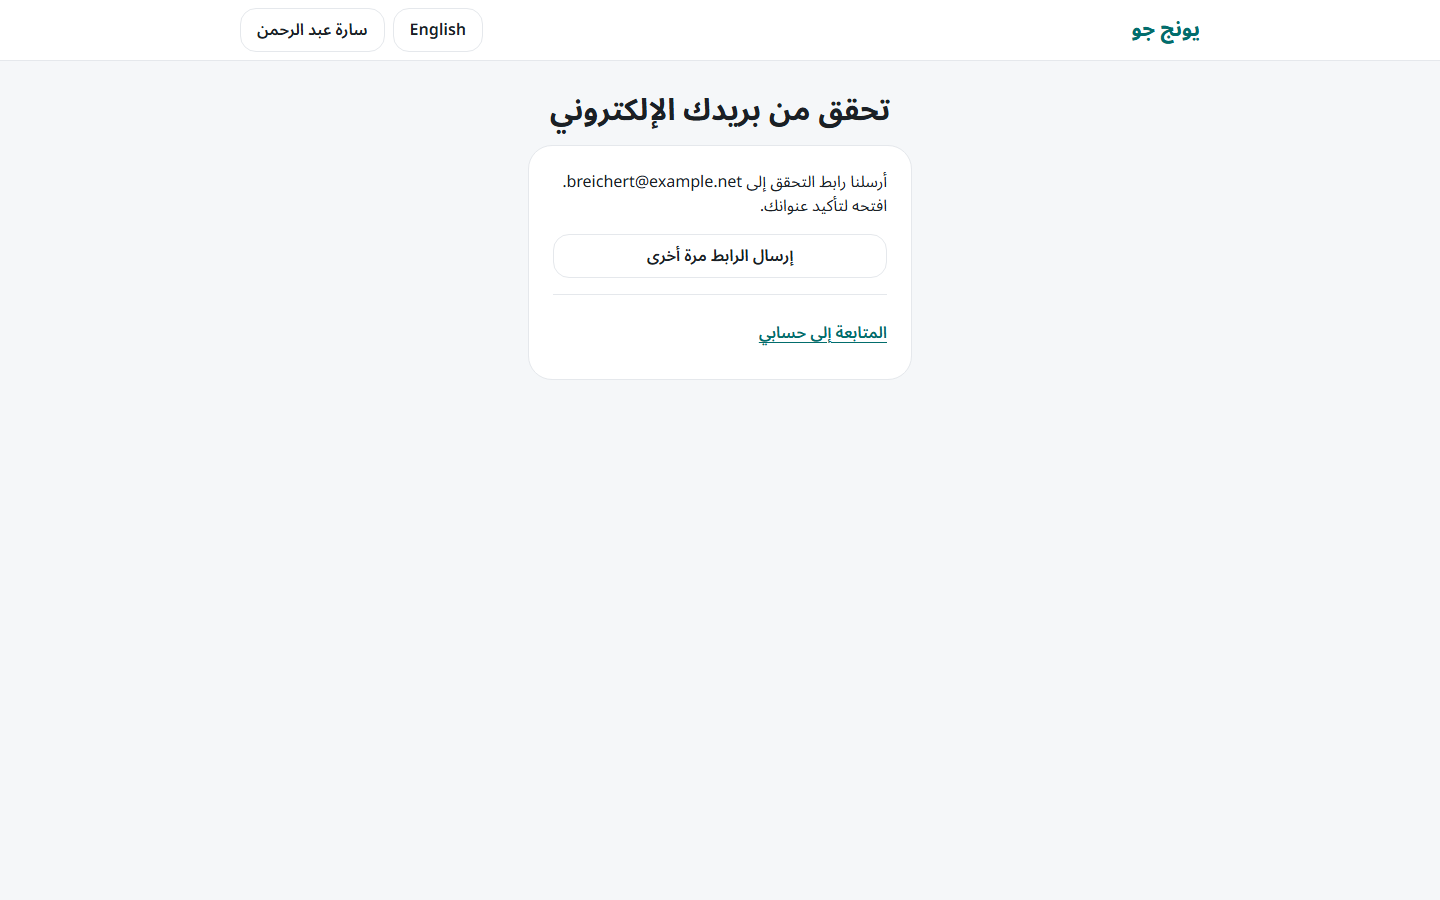 يونج جو
English
سارة عبد الرحمن
تحقق من بريدك الإلكتروني
أرسلنا رابط التحقق إلى breichert@example.net.
افتحه لتأكيد عنوانك.
إرسال الرابط مرة أخرى
المتابعة إلى حسابي